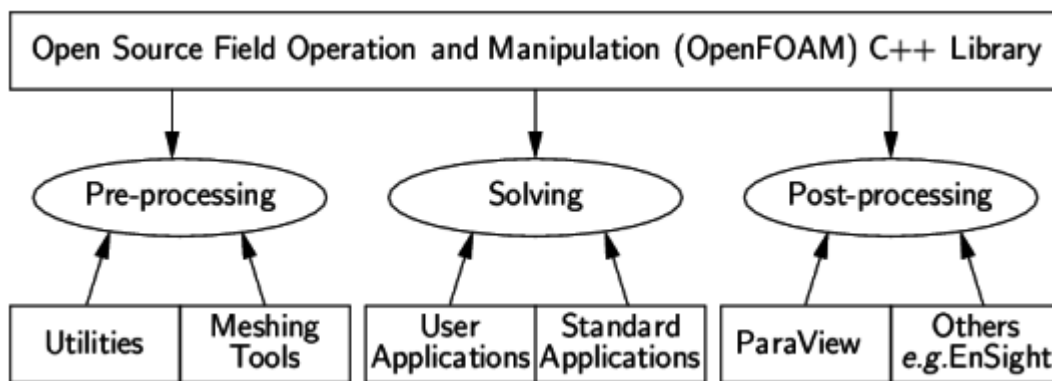 Open Source Field Operation and Manipulation (OpenFOAM) C++ Library
Pre-processing
Solving
Post-processing
Utilities
Meshing
Tools
User
Applications
Standard
Applications
ParaView
Others
e.g.EnSight